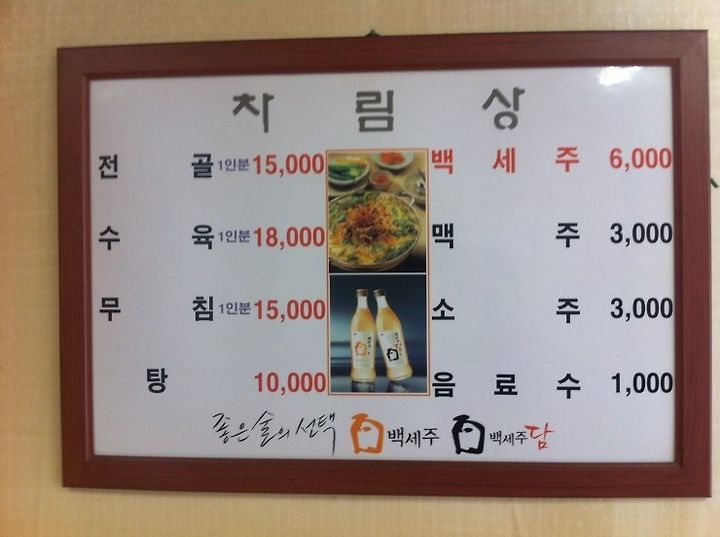 차림상
전골 1인분 15,000
수육 1인분 18,000
무침 1인분 15,000
탕 10,000
백세주 6,000
맥주 3,000
소주 3,000
음료수 1,000
좋은 술의 선택 백세주 백세주담